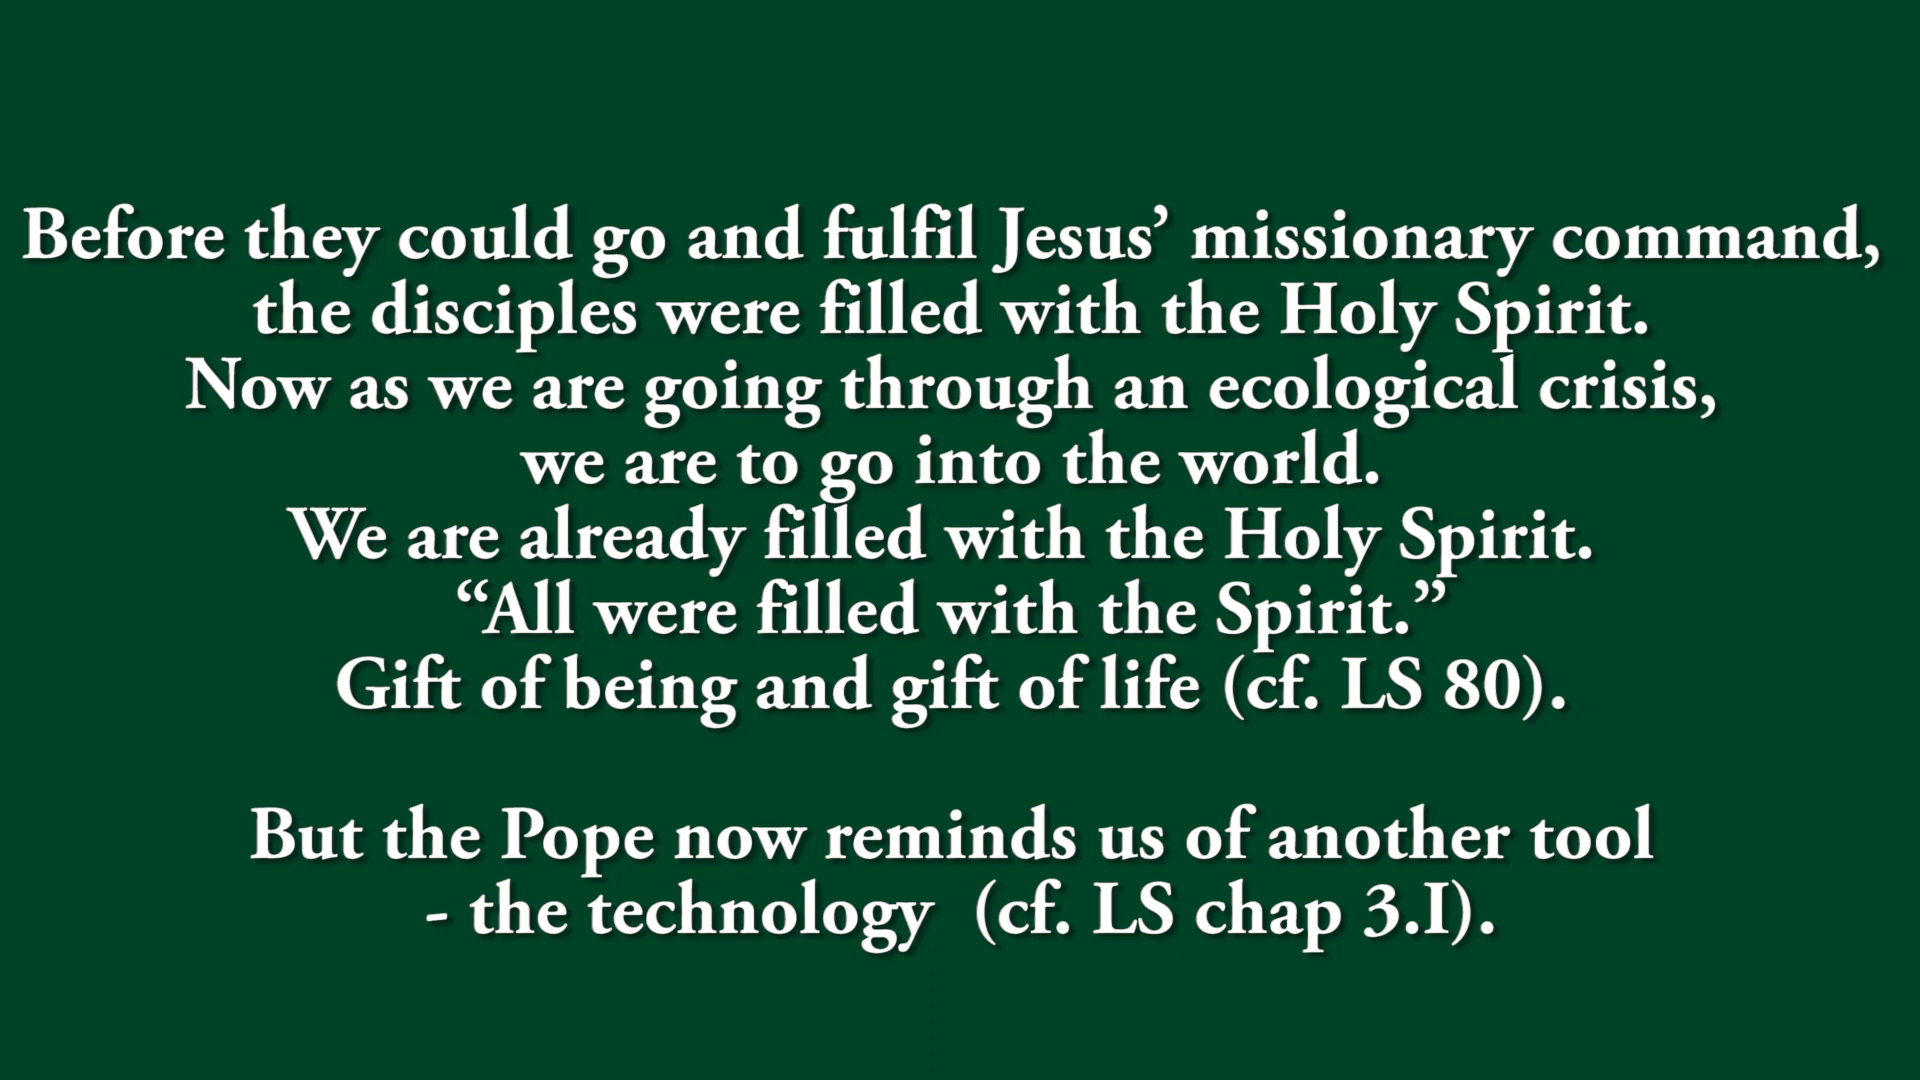 Before they could go and fulfil Jesus’ missionary command,
the disciples were filled with the Holy Spirit.
Now as we are going through an ecological crisis,
we are to go into the world.
We are already filled with the Holy Spirit.
“All were filled with the Spirit.”
Gift of being and gift of life (cf. LS 80).
But the Pope now reminds us of another tool
- the technology  (cf. LS chap 3.I).